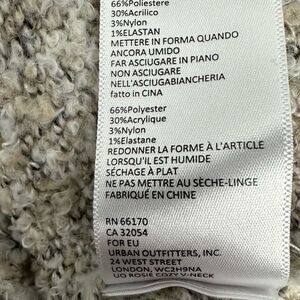 66%Poliestere
30%Acrilico
3%Nylon
1%ELASTAN
METTERE IN FORMA QUANDO
ANCORA UMIDO
FAR ASCIUGARE IN PIANO
NON ASCIUGARE
NELL'ASCIUGABIANCHERIA
fatto in CINA
66%Polyester
30%Acrylique
3%Nylon
1%Elastane
REDONNER LA FORME À L'ARTICLE
LORSQU'IL EST HUMIDE
SÉCHAGE À PLAT
NE PAS METTRE AU SÈCHE-LINGE
FABRIQUÉ EN CHINE
RN 66170
CA 32054
FOR EU
URBAN OUTFITTERS, INC.
24 WEST STREET
LONDON, WC2H9NA
UO ROSIE COZY V-NECK